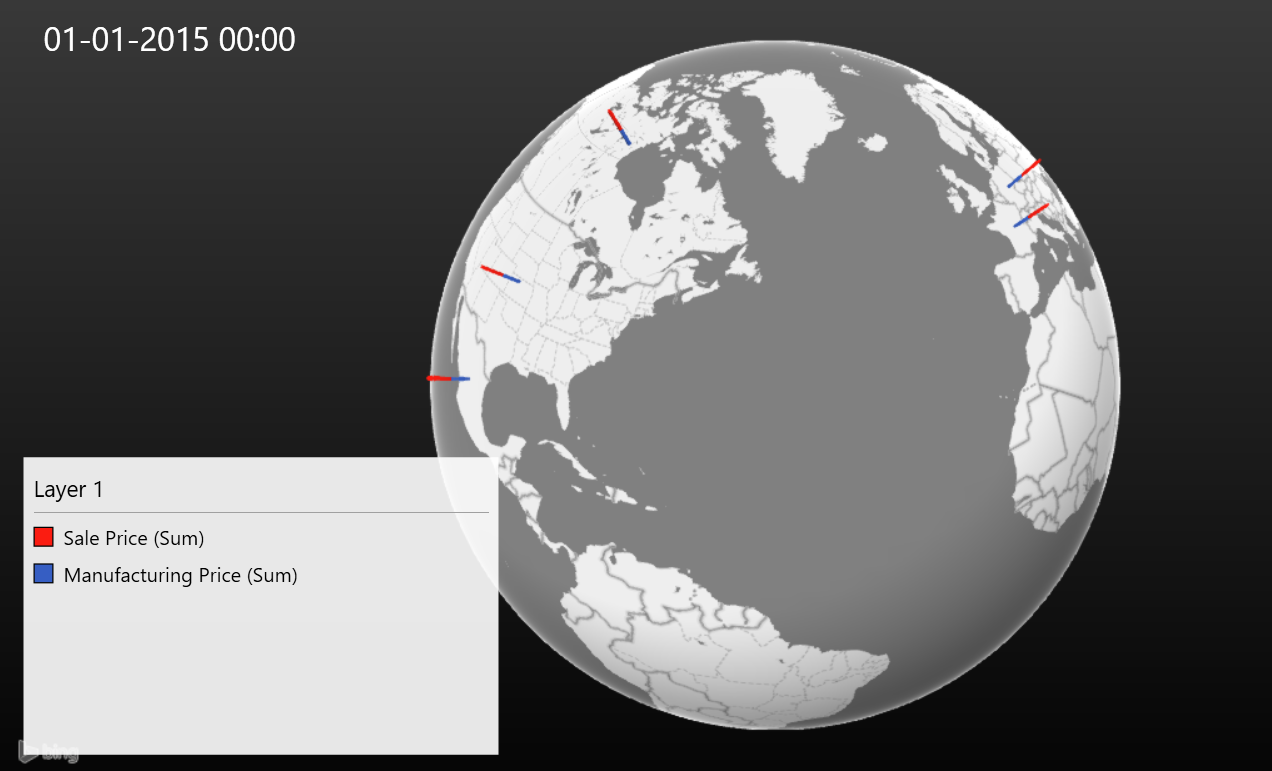 01-01-2015 00:00
Layer 1
Sale Price (Sum)
Manufacturing Price (Sum)
bing